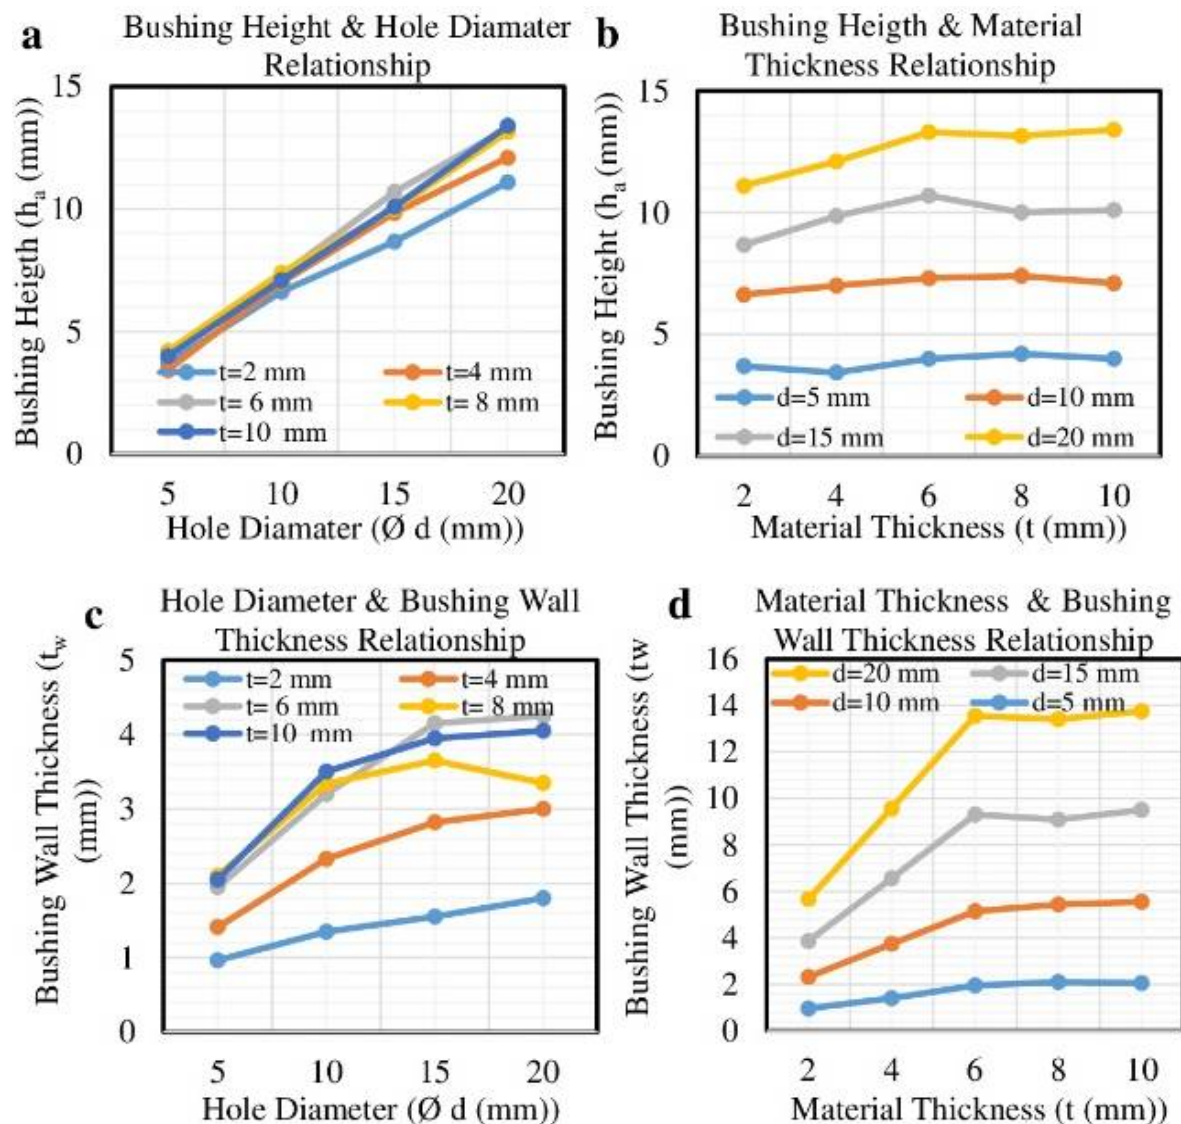 a
Bushing Height & Hole Diamater
Relationship
Bushing Heigth (hₐ (mm))
15
10
5
0
t=2 mm
t=4 mm
t= 6 mm
t= 8 mm
t=10 mm
5 10 15 20
Hole Diamater (Ø d (mm))
b
Bushing Heigth & Material
Thickness Relationship
Bushing Height (hₐ (mm))
15
10
5
0
d=5 mm
d=10 mm
d=15 mm
d=20 mm
2 4 6 8 10
Material Thickness (t (mm))
c
Hole Diameter & Bushing Wall
Thickness Relationship
Bushing Wall Thickness (t_w
(mm))
5
4
3
2
1
0
t=2 mm
t=4 mm
t= 6 mm
t= 8 mm
t=10 mm
5 10 15 20
Hole Diameter (Ø d (mm))
d
Material Thickness & Bushing
Wall Thickness Relationship
Bushing Wall Thickness (tw
(mm))
16
14
12
10
8
6
4
2
0
d=20 mm
d=15 mm
d=10 mm
d=5 mm
2 4 6 8 10
Material Thickness (t (mm))